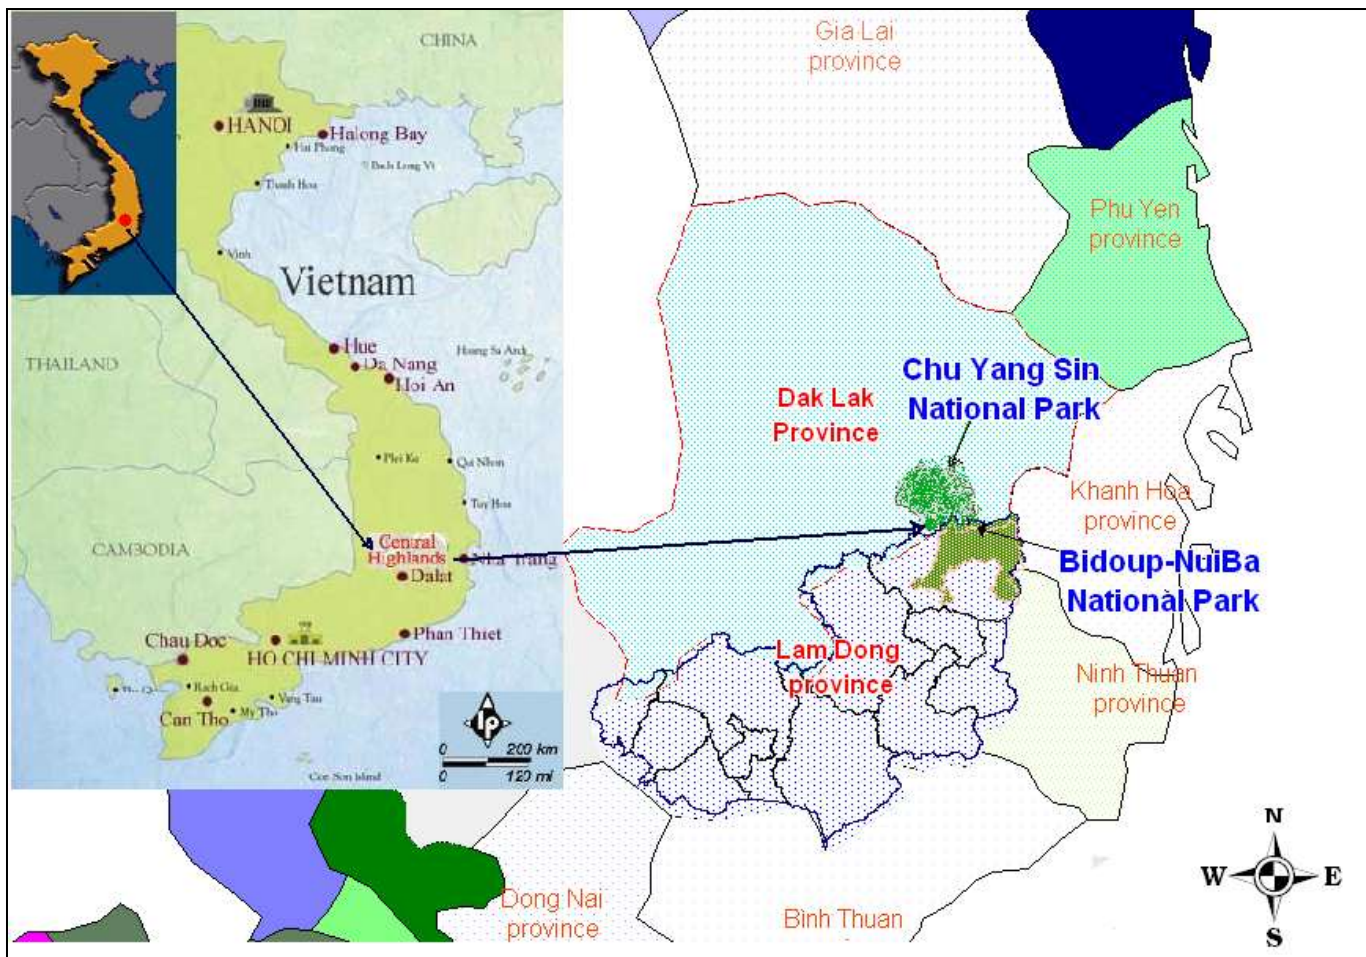 CHINA
HANOI
Halong Bay
Hai Phong
Bach Long Vi
Thanh Hoa
Vinh
Vietnam
THAILAND
Hue
Da Nang
Hoi An
Plei Ku
Qui Nhon
Tuy Hoa
CAMBODIA
Central
Highlands
Nha Trang
Dalat
Phan Thiet
Chau Doc
HO CHI MINH CITY
Rach Gia
Vung Tau
Can Tho
My Tho
Con Son Island
lp
0 200 km
0 120 mi
Gia Lai
province
Phu Yen
province
Chu Yang Sin
National Park
Dak Lak
Province
Khanh Hoa
province
Bidoup-NuiBa
National Park
Lam Dong
province
Ninh Thuan
province
Dong Nai
province
Binh Thuan
N
W E
S